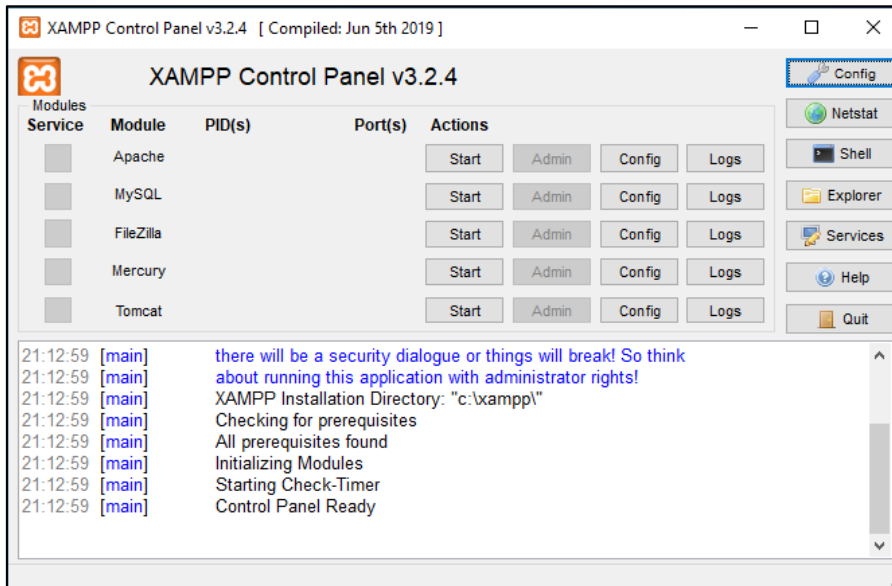 XAMPP Control Panel v3.2.4 [ Compiled: Jun 5th 2019 ]
XAMPP Control Panel v3.2.4
Config
Modules
Service Module PID(s) Port(s) Actions
Netstat
Apache Start Admin Config Logs
Shell
MySQL Start Admin Config Logs
Explorer
FileZilla Start Admin Config Logs
Services
Mercury Start Admin Config Logs
Help
Tomcat Start Admin Config Logs
Quit
21:12:59 [main] there will be a security dialogue or things will break! So think
21:12:59 [main] about running this application with administrator rights!
21:12:59 [main] XAMPP Installation Directory: "c:\xampp\"
21:12:59 [main] Checking for prerequisites
21:12:59 [main] All prerequisites found
21:12:59 [main] Initializing Modules
21:12:59 [main] Starting Check-Timer
21:12:59 [main] Control Panel Ready